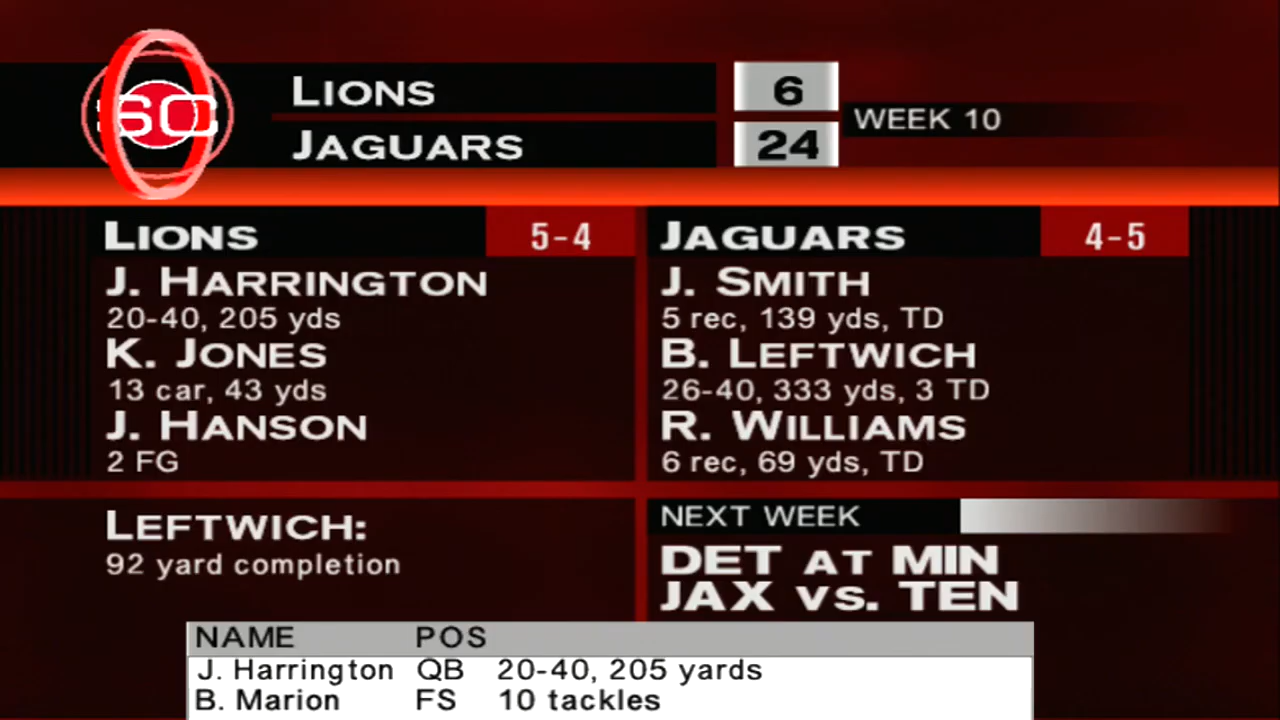 SC
LIONS 6
JAGUARS 24
WEEK 10
LIONS 5-4
J. HARRINGTON
20-40, 205 yds
K. JONES
13 car, 43 yds
J. HANSON
2 FG
JAGUARS 4-5
J. SMITH
5 rec, 139 yds, TD
B. LEFTWICH
26-40, 333 yds, 3 TD
R. WILLIAMS
6 rec, 69 yds, TD
LEFTWICH:
92 yard completion
NEXT WEEK
DET AT MIN
JAX VS. TEN
NAME POS
J. Harrington QB 20-40, 205 yards
B. Marion FS 10 tackles